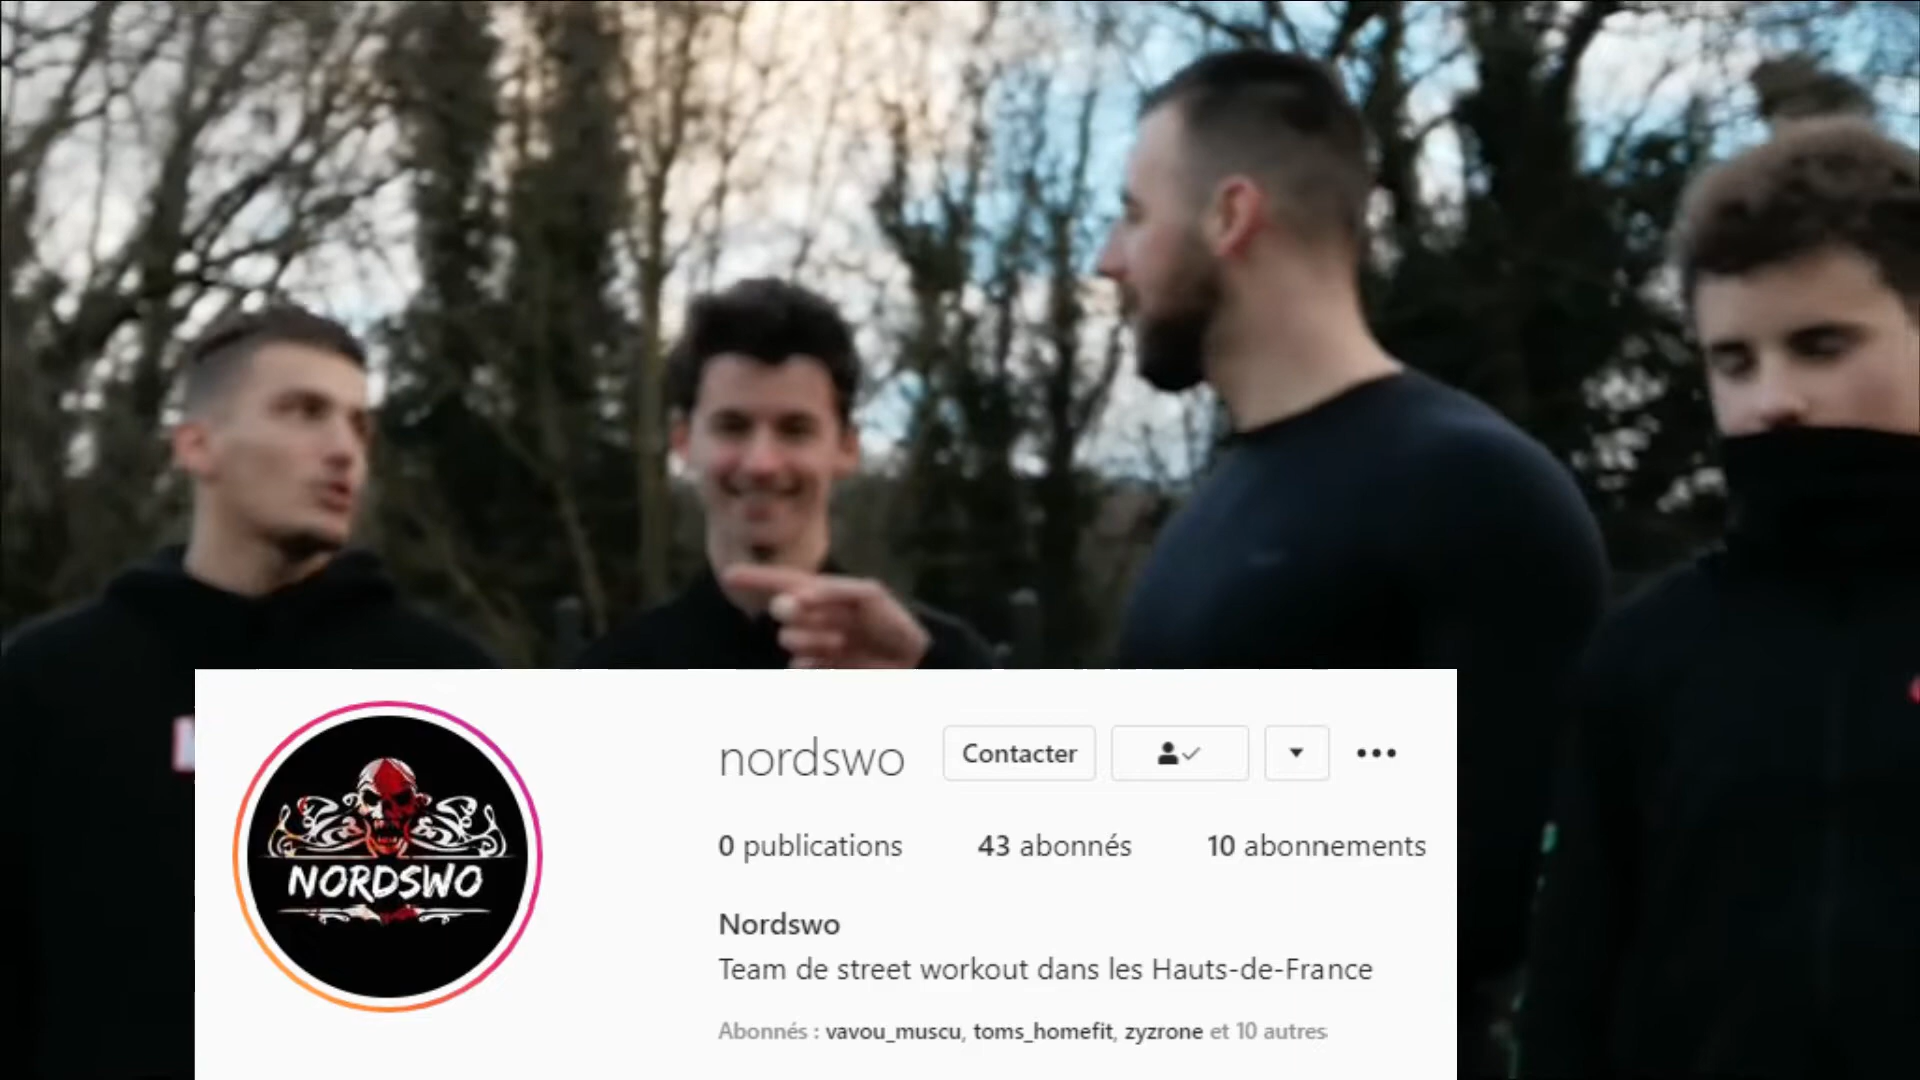 nordswo
Contacter
0 publications
43 abonnés
10 abonnements
NORDSWO
Nordswo
Team de street workout dans les Hauts-de-France
Abonnés : vavou_muscu, toms_homefit, zyzrone et 10 autres